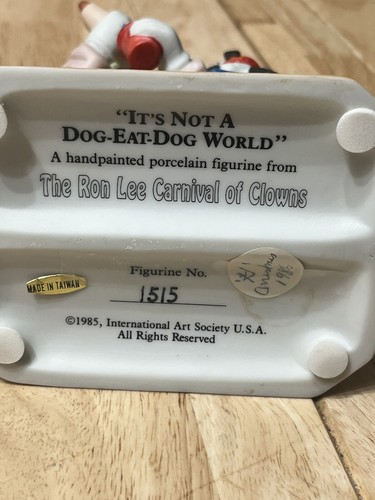 “IT'S NOT A
DOG-EAT-DOG WORLD”
A handpainted porcelain figurine from
The Ron Lee Carnival of Clowns
MADE IN TAIWAN
Figurine No.
1515
©1985, International Art Society U.S.A.
All Rights Reserved